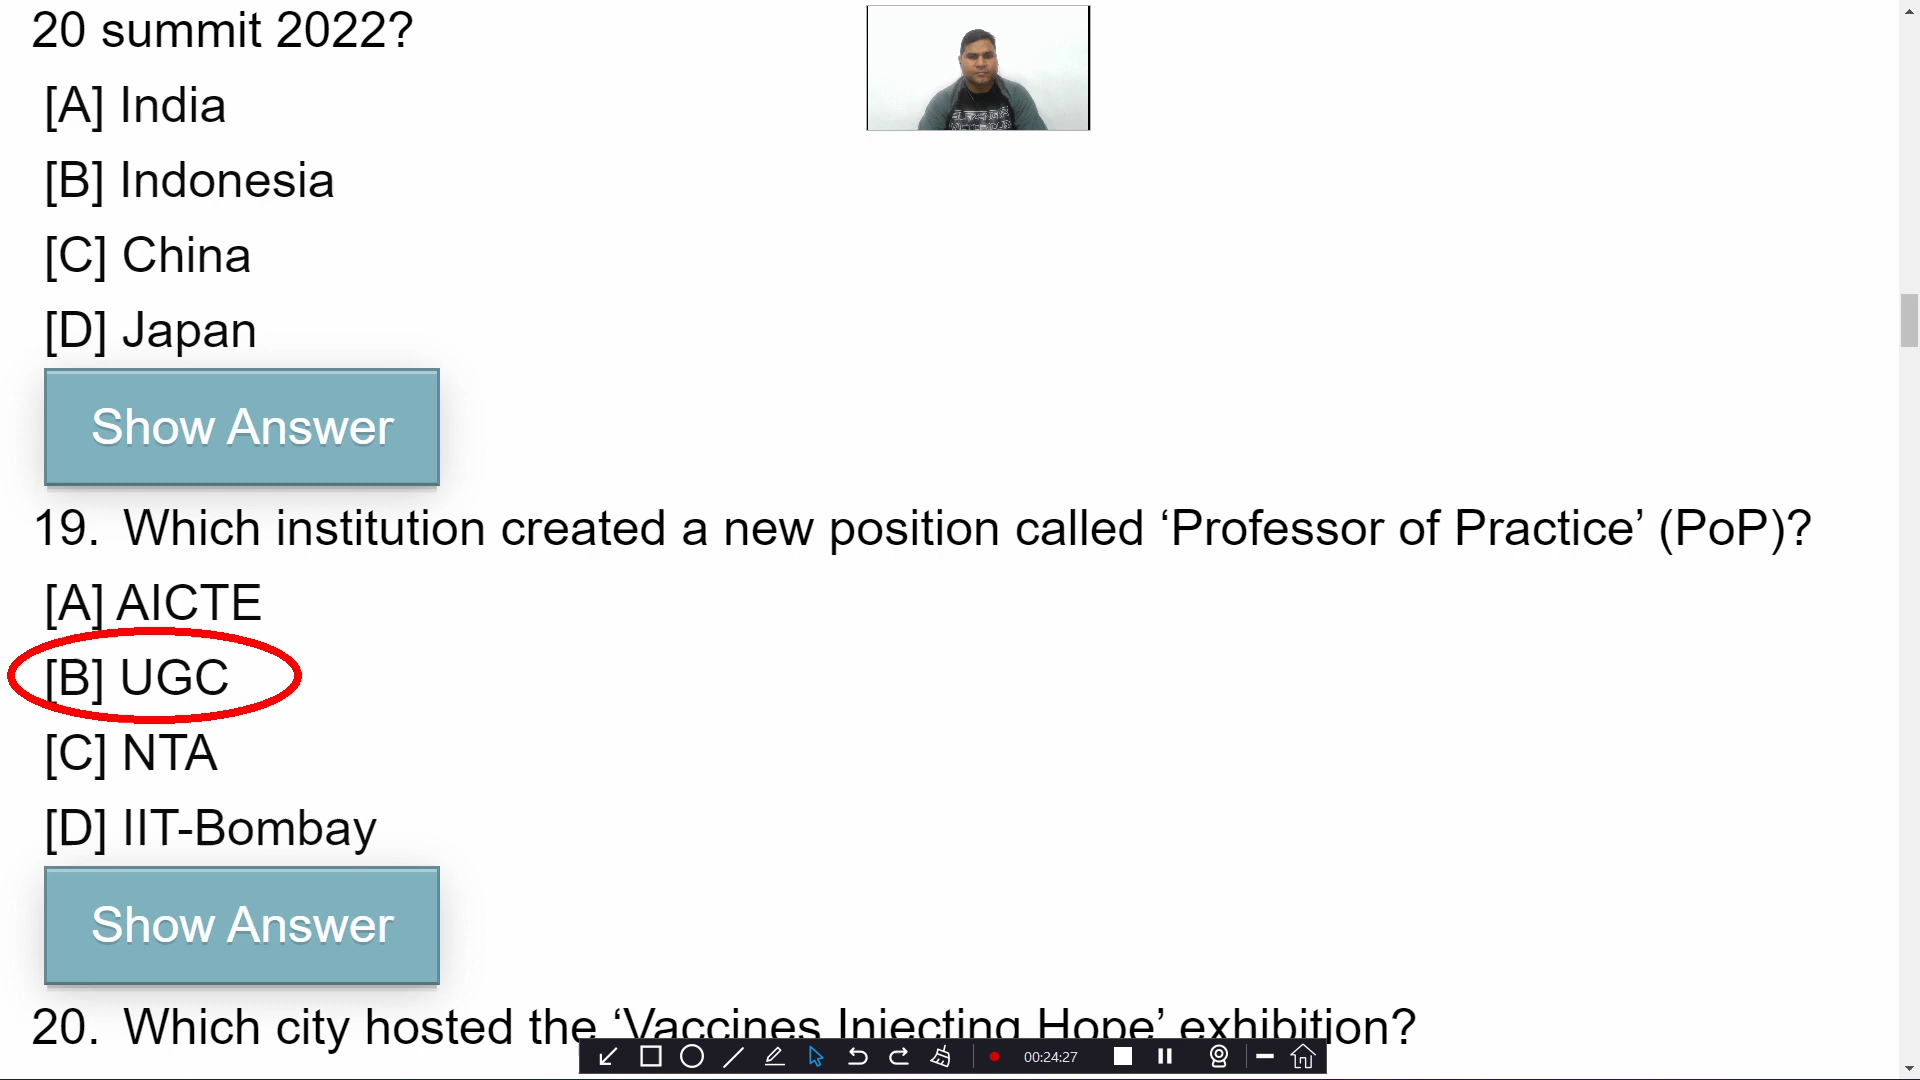 20 summit 2022?
[A] India
[B] Indonesia
[C] China
[D] Japan
Show Answer
19. Which institution created a new position called ‘Professor of Practice’ (PoP)?
[A] AICTE
[B] UGC
[C] NTA
[D] IIT-Bombay
Show Answer
20. Which city hosted the ‘Vaccines Injecting Hope’ exhibition?
00:24:27